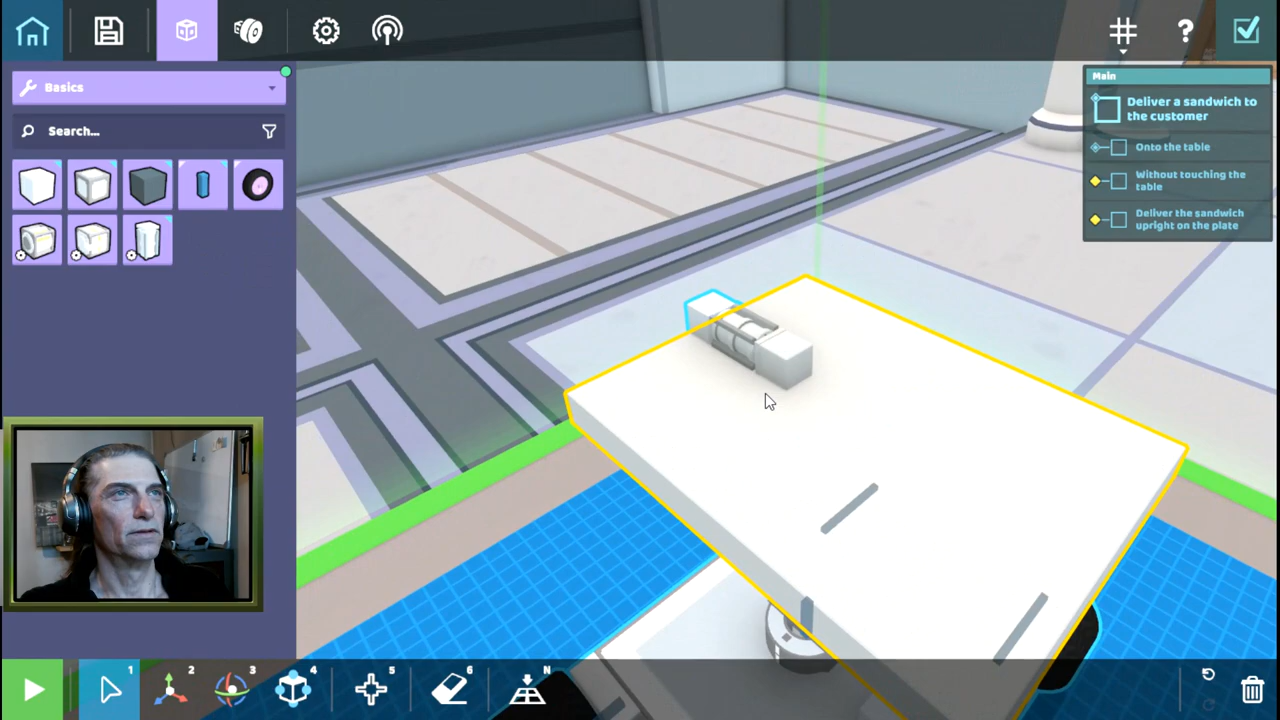 Basics
Search...
Main
Deliver a sandwich to
the customer
Onto the table
Without touching the
table
Deliver the sandwich
upright on the plate
?
1
2
3
4
5
6
N